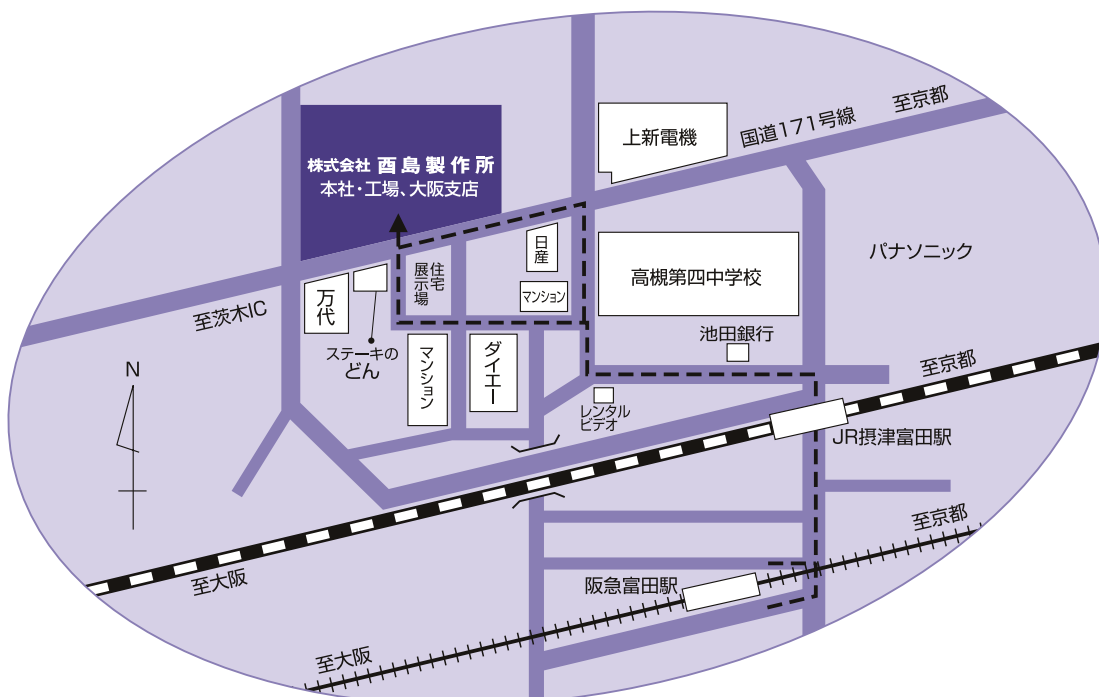 至京都
国道171号線
上新電機
株式会社 酉島製作所
本社・工場、大阪支店
日産
住宅
展示場
高槻第四中学校
パナソニック
マンション
万代
至茨木IC
ステーキの
どん
マンション
ダイエー
池田銀行
レンタル
ビデオ
至京都
JR摂津富田駅
N
至京都
至大阪
阪急富田駅
至大阪